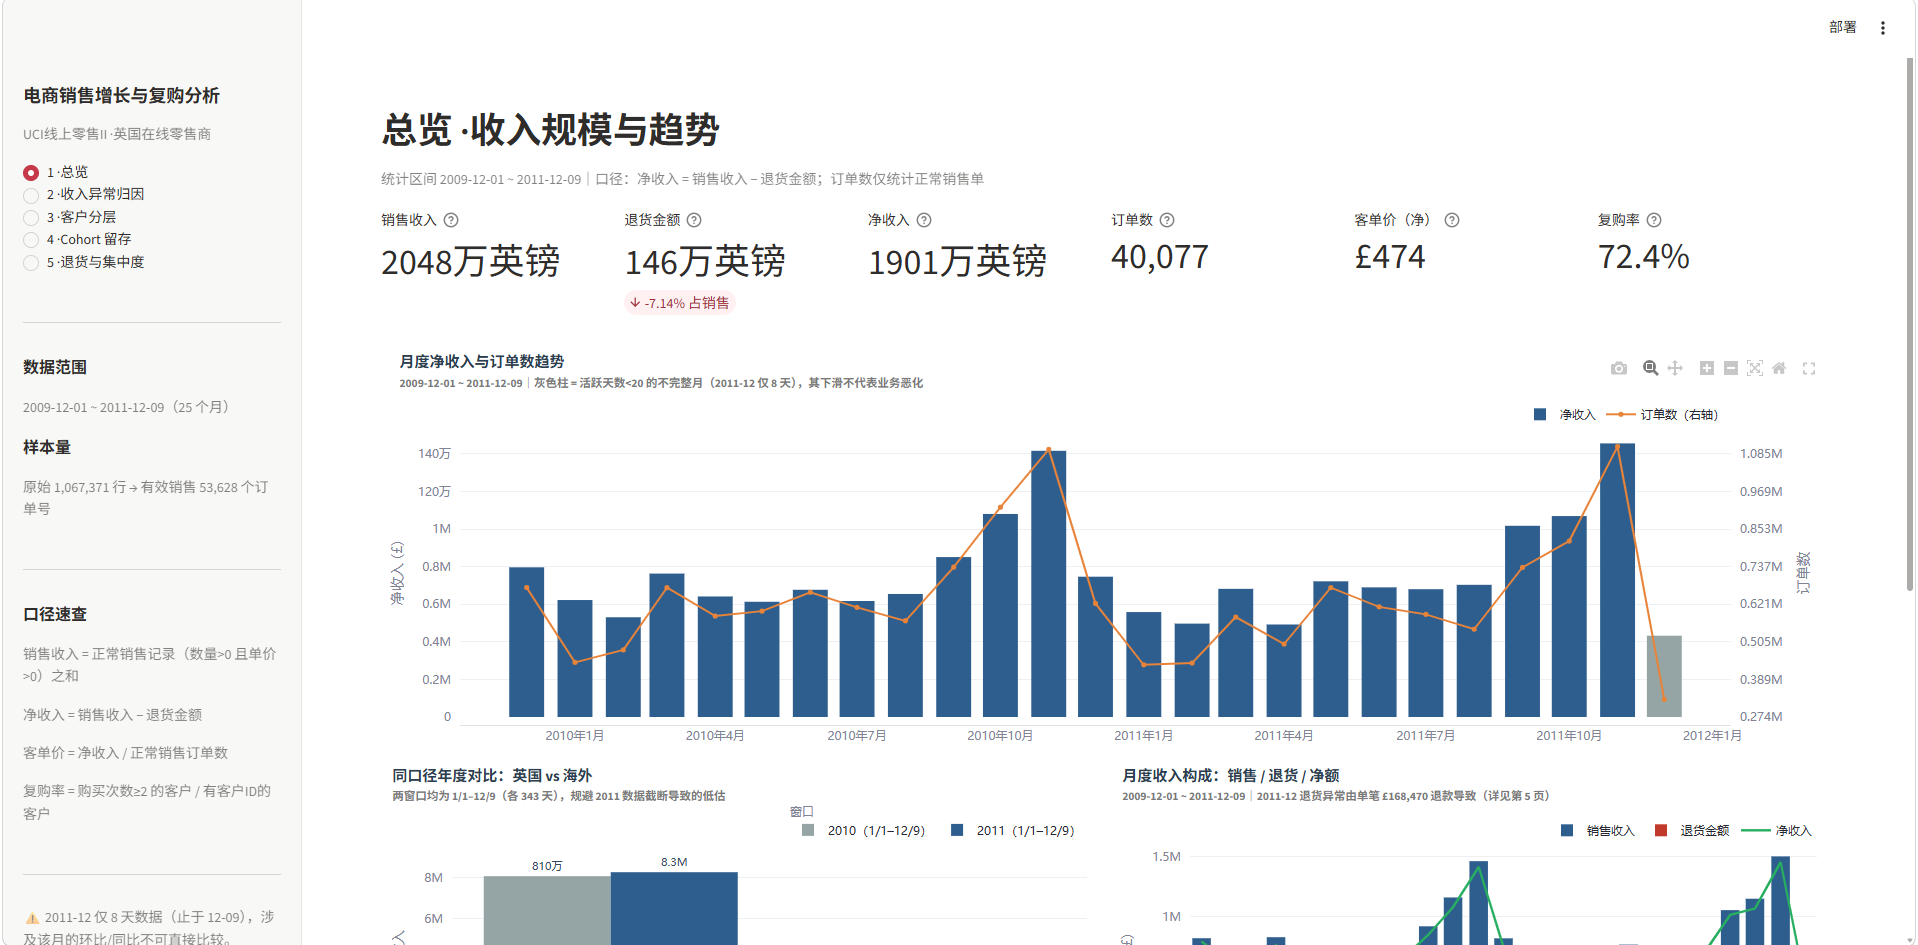 部署
电商销售增长与复购分析
UCI线上零售II ·英国在线零售商
1 ·总览
2 ·收入异常归因
3 ·客户分层
4 ·Cohort 留存
5 ·退货与集中度
数据范围
2009-12-01 ~ 2011-12-09（25 个月）
样本量
原始 1,067,371 行 → 有效销售 53,628 个订
单号
口径速查
销售收入 = 正常销售记录（数量>0 且单价
>0）之和
净收入 = 销售收入 − 退货金额
客单价 = 净收入 / 正常销售订单数
复购率 = 购买次数≥2 的客户 / 有客户ID的
客户
2011-12 仅 8 天数据（止于 12-09），涉
及该月的环比/同比不可直接比较。
总览 ·收入规模与趋势
统计区间 2009-12-01 ~ 2011-12-09｜口径：净收入 = 销售收入 − 退货金额；订单数仅统计正常销售单
销售收入
2048万英镑
退货金额
146万英镑
-7.14% 占销售
净收入
1901万英镑
订单数
40,077
客单价（净）
£474
复购率
72.4%
月度净收入与订单数趋势
2009-12-01 ~ 2011-12-09｜灰色柱 = 活跃天数<20 的不完整月（2011-12 仅 8 天），其下滑不代表业务恶化
净收入 订单数（右轴）
140万 1.085M
120万 0.969M
1M 0.853M
0.8M 0.737M
0.6M 0.621M
0.4M 0.505M
0.2M 0.389M
0 0.274M
净收入（£）
订单数
2010年1月 2010年4月 2010年7月 2010年10月 2011年1月 2011年4月 2011年7月 2011年10月 2012年1月
同口径年度对比：英国 vs 海外
两窗口均为 1/1–12/9（各 343 天），规避 2011 数据截断导致的低估
窗口
2010（1/1–12/9） 2011（1/1–12/9）
810万 8.3M
8M
6M
入
月度收入构成：销售 / 退货 / 净额
2009-12-01 ~ 2011-12-09｜2011-12 退货异常由单笔 £168,470 退款导致（详见第 5 页）
销售收入 退货金额 净收入
1.5M
1M
£)